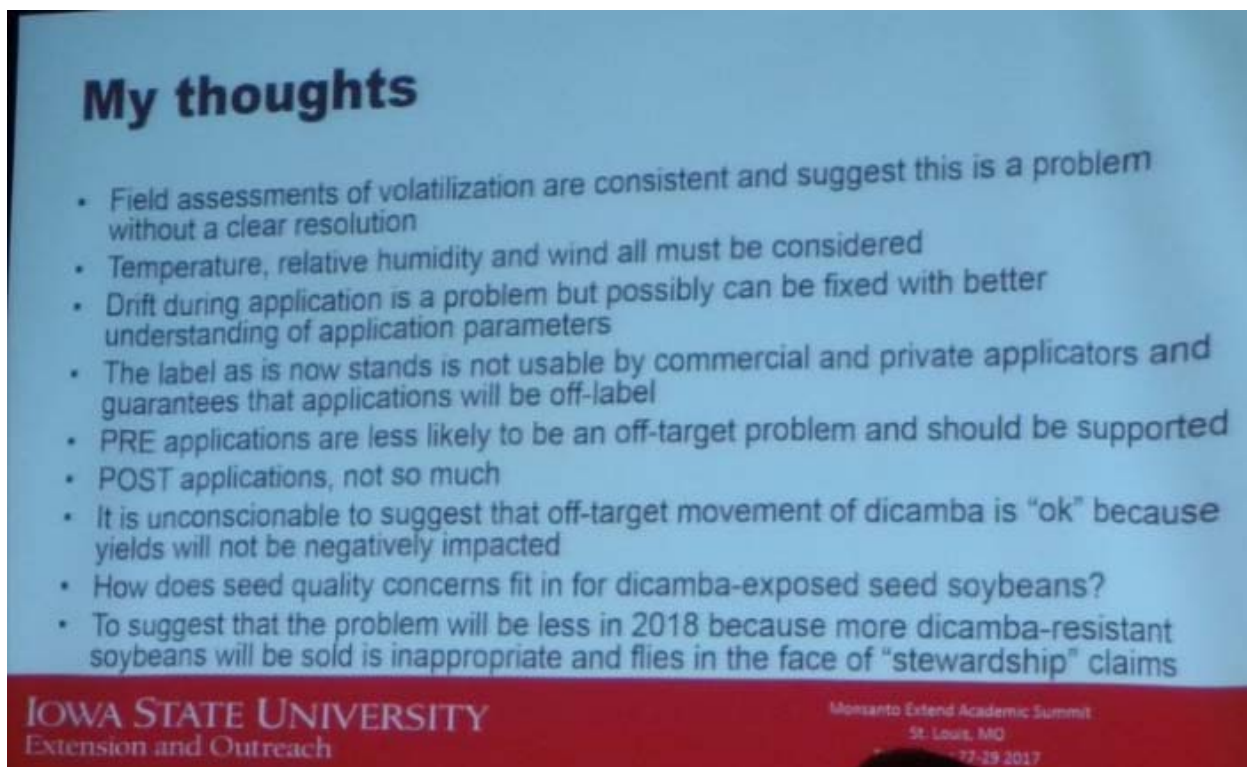 My thoughts
• Field assessments of volatilization are consistent and suggest this is a problem
without a clear resolution
• Temperature, relative humidity and wind all must be considered
• Drift during application is a problem but possibly can be fixed with better
understanding of application parameters
• The label as is now stands is not usable by commercial and private applicators and
guarantees that applications will be off-label
• PRE applications are less likely to be an off-target problem and should be supported
• POST applications, not so much
• It is unconscionable to suggest that off-target movement of dicamba is "ok" because
yields will not be negatively impacted
• How does seed quality concerns fit in for dicamba-exposed seed soybeans?
• To suggest that the problem will be less in 2018 because more dicamba-resistant
soybeans will be sold is inappropriate and flies in the face of "stewardship" claims
IOWA STATE UNIVERSITY
Extension and Outreach
Monsanto Extend Academic Summit
St. Louis, MO
27-29 2017